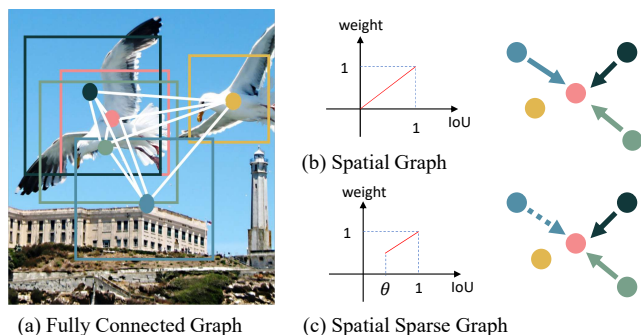 weight
1
1
IoU
(b) Spatial Graph
weight
1
θ
1
IoU
(a) Fully Connected Graph
(c) Spatial Sparse Graph